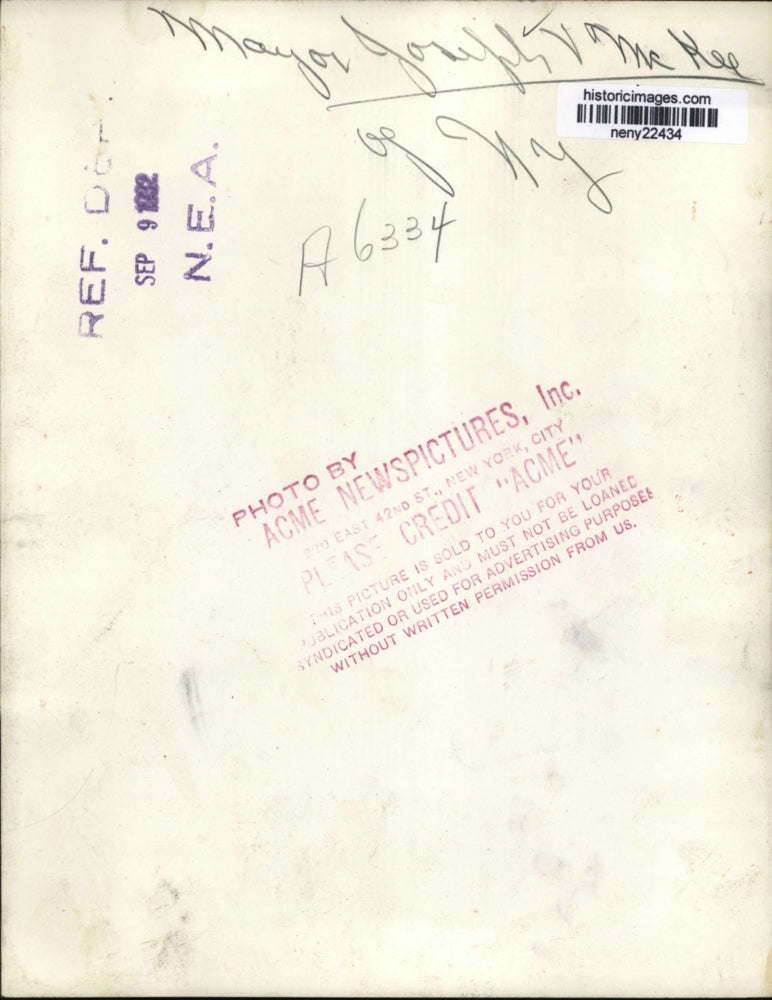 Mayor Joseph V McKee
of NY
A6334
historicimages.com
neny22434
REF. DEPT.
SEP 9 1932
N.E.A.
PHOTO BY
ACME NEWSPICTURES, Inc.
220 EAST 42ND ST., NEW YORK, CITY
PLEASE CREDIT "ACME"
THIS PICTURE IS SOLD TO YOU FOR YOUR
PUBLICATION ONLY AND MUST NOT BE LOANED
SYNDICATED OR USED FOR ADVERTISING PURPOSES
WITHOUT WRITTEN PERMISSION FROM US.